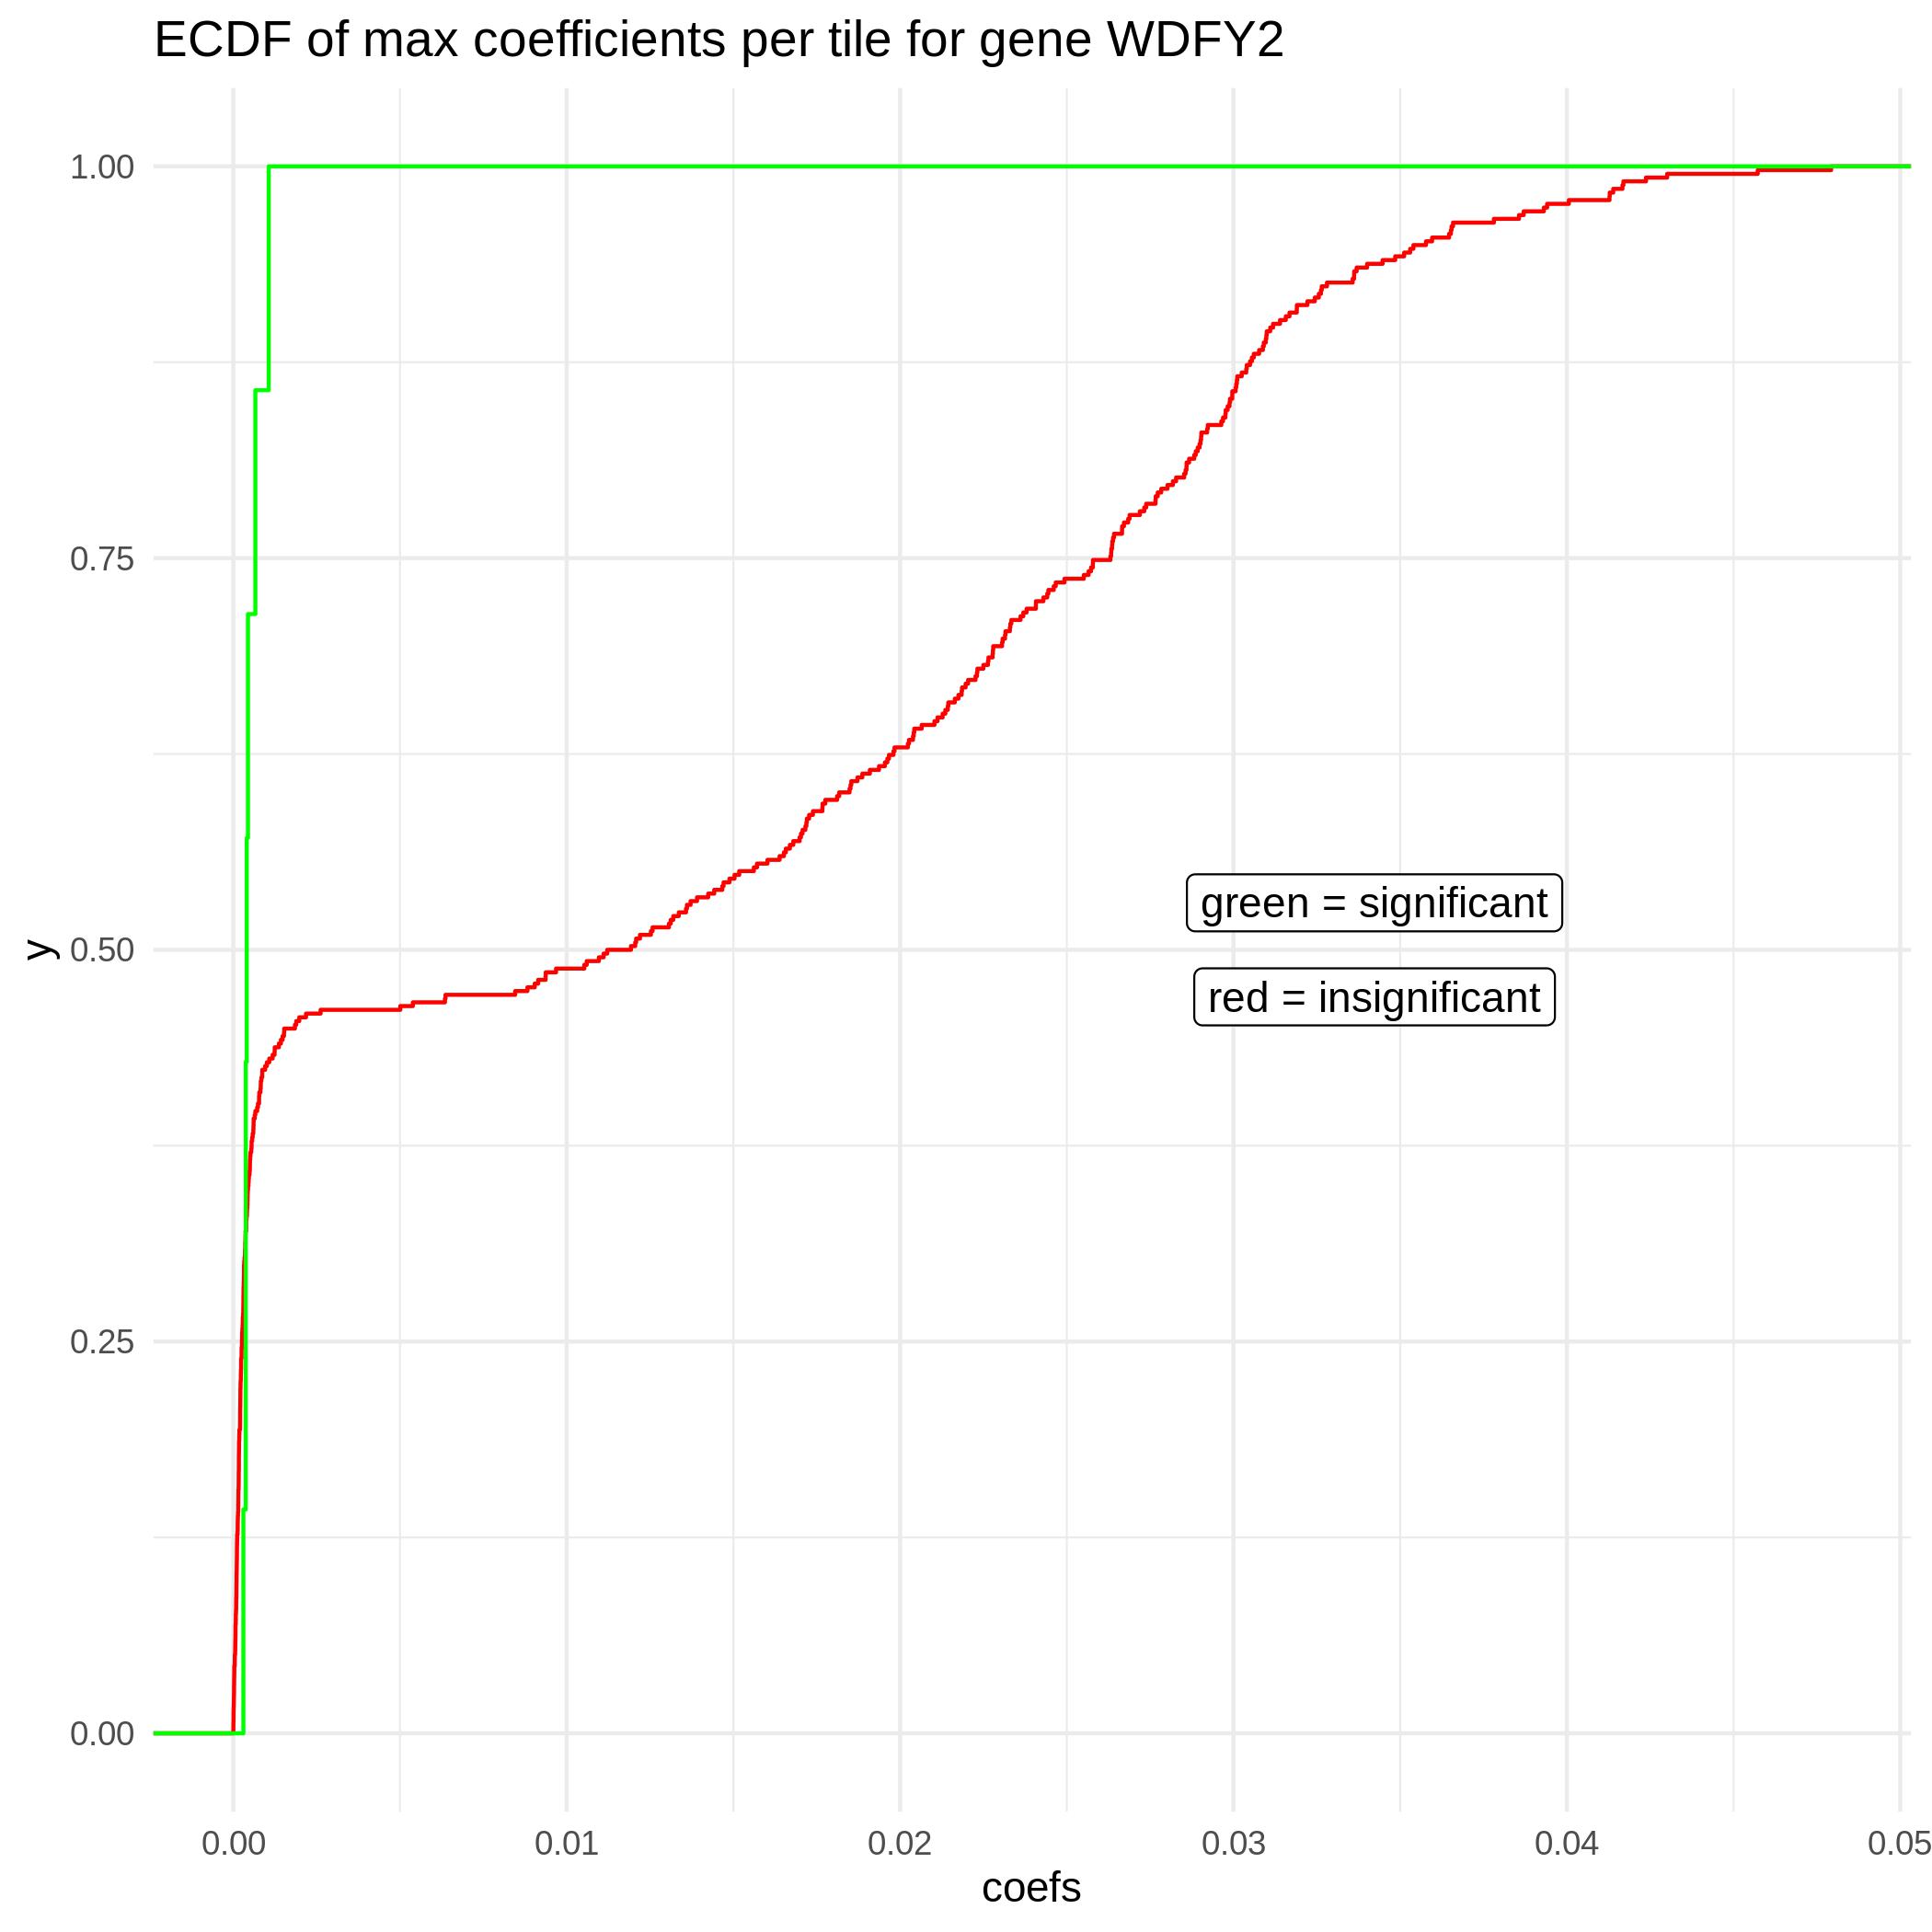 ECDF of max coefficients per tile for gene WDFY2
1.00
0.75
0.50
0.25
0.00
y
green = significant
red = insignificant
0.00 0.01 0.02 0.03 0.04 0.05
coefs